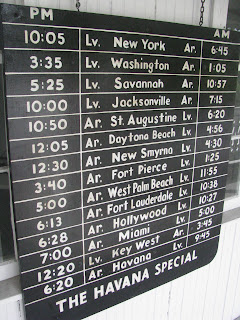 PM AM
10:05 Lv. New York Ar. 6:45
3:35 Lv. Washington Ar. 1:05
5:25 Lv. Savannah Ar. 10:57
10:00 Lv. Jacksonville Ar. 7:15
10:50 Ar. St. Augustine Lv. 6:20
12:05 Ar. Daytona Beach Lv. 4:56
12:30 Ar. New Smyrna Lv. 4:30
3:40 Ar. Fort Pierce Lv. 1:25
5:00 Ar. West Palm Beach Lv. 11:55
6:13 Ar. Fort Lauderdale Lv. 10:38
6:28 Ar. Hollywood Lv. 10:27
7:00 Ar. Miami Lv. 5:00
12:20 Lv. Key West Ar. 3:45
6:20 Ar. Havana Lv. 9:45
THE HAVANA SPECIAL